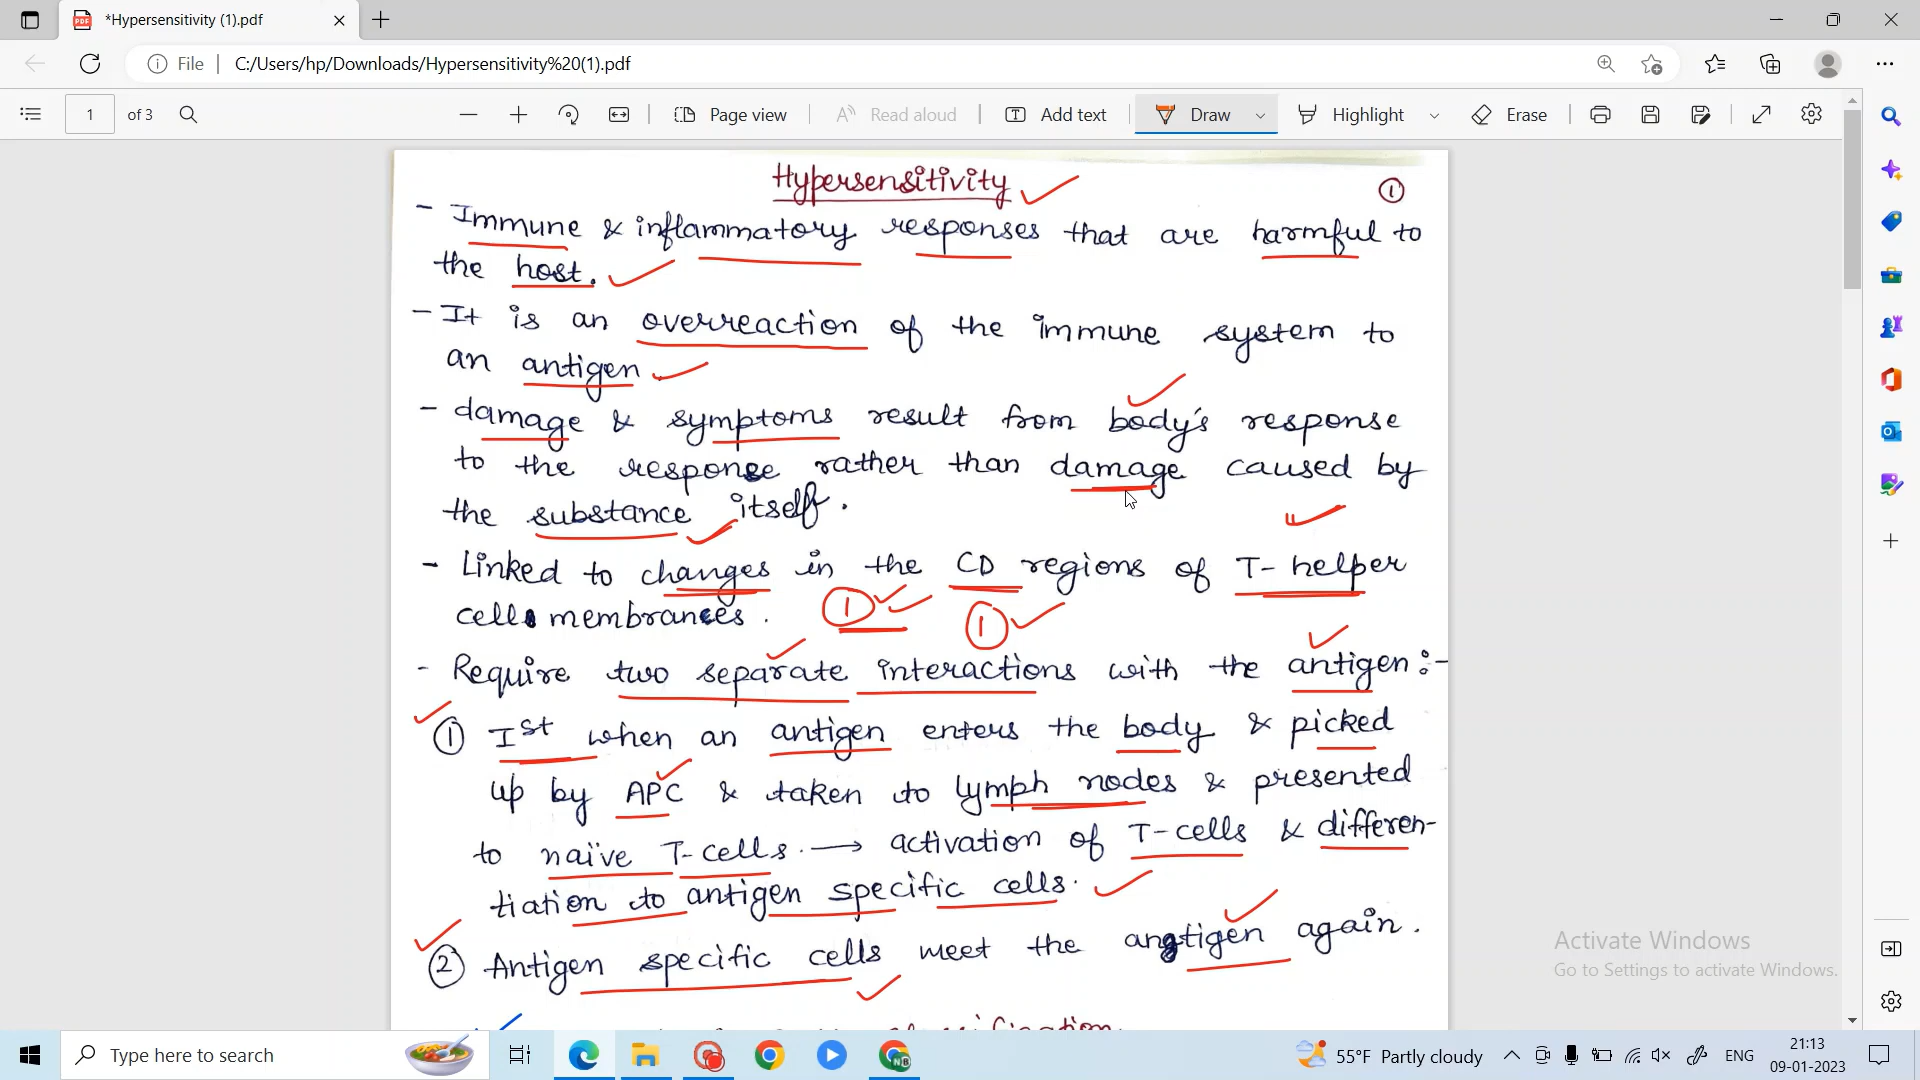 *Hypersensitivity (1).pdf
File
C:/Users/hp/Downloads/Hypersensitivity%20(1).pdf
1 of 3
Page view
Read aloud
Add text
Draw
Highlight
Erase
Hypersensitivity
①
- Immune & inflammatory responses that are harmful to
the host.
- It is an overreaction of the immune system to
an antigen
- damage & symptoms result from body's response
to the response rather than damage caused by
the substance itself.
- Linked to changes in the CD regions of T-helper
cell membranes.
① ①
- Require two separate interactions with the antigen:-
① Ist when an antigen enters the body & picked
up by APC & taken to lymph nodes & presented
to naïve T-cells. → activation of T-cells & differen-
tiation to antigen specific cells.
② Antigen specific cells meet the antigen again.
Activate Windows
Go to Settings to activate Windows.
Type here to search
55°F Partly cloudy
ENG
21:13
09-01-2023